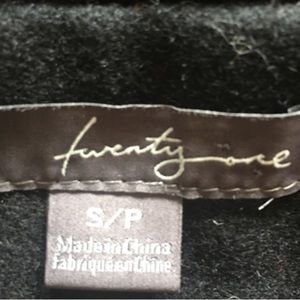 twenty one
S/P
Made in China
Fabriqué en Chine